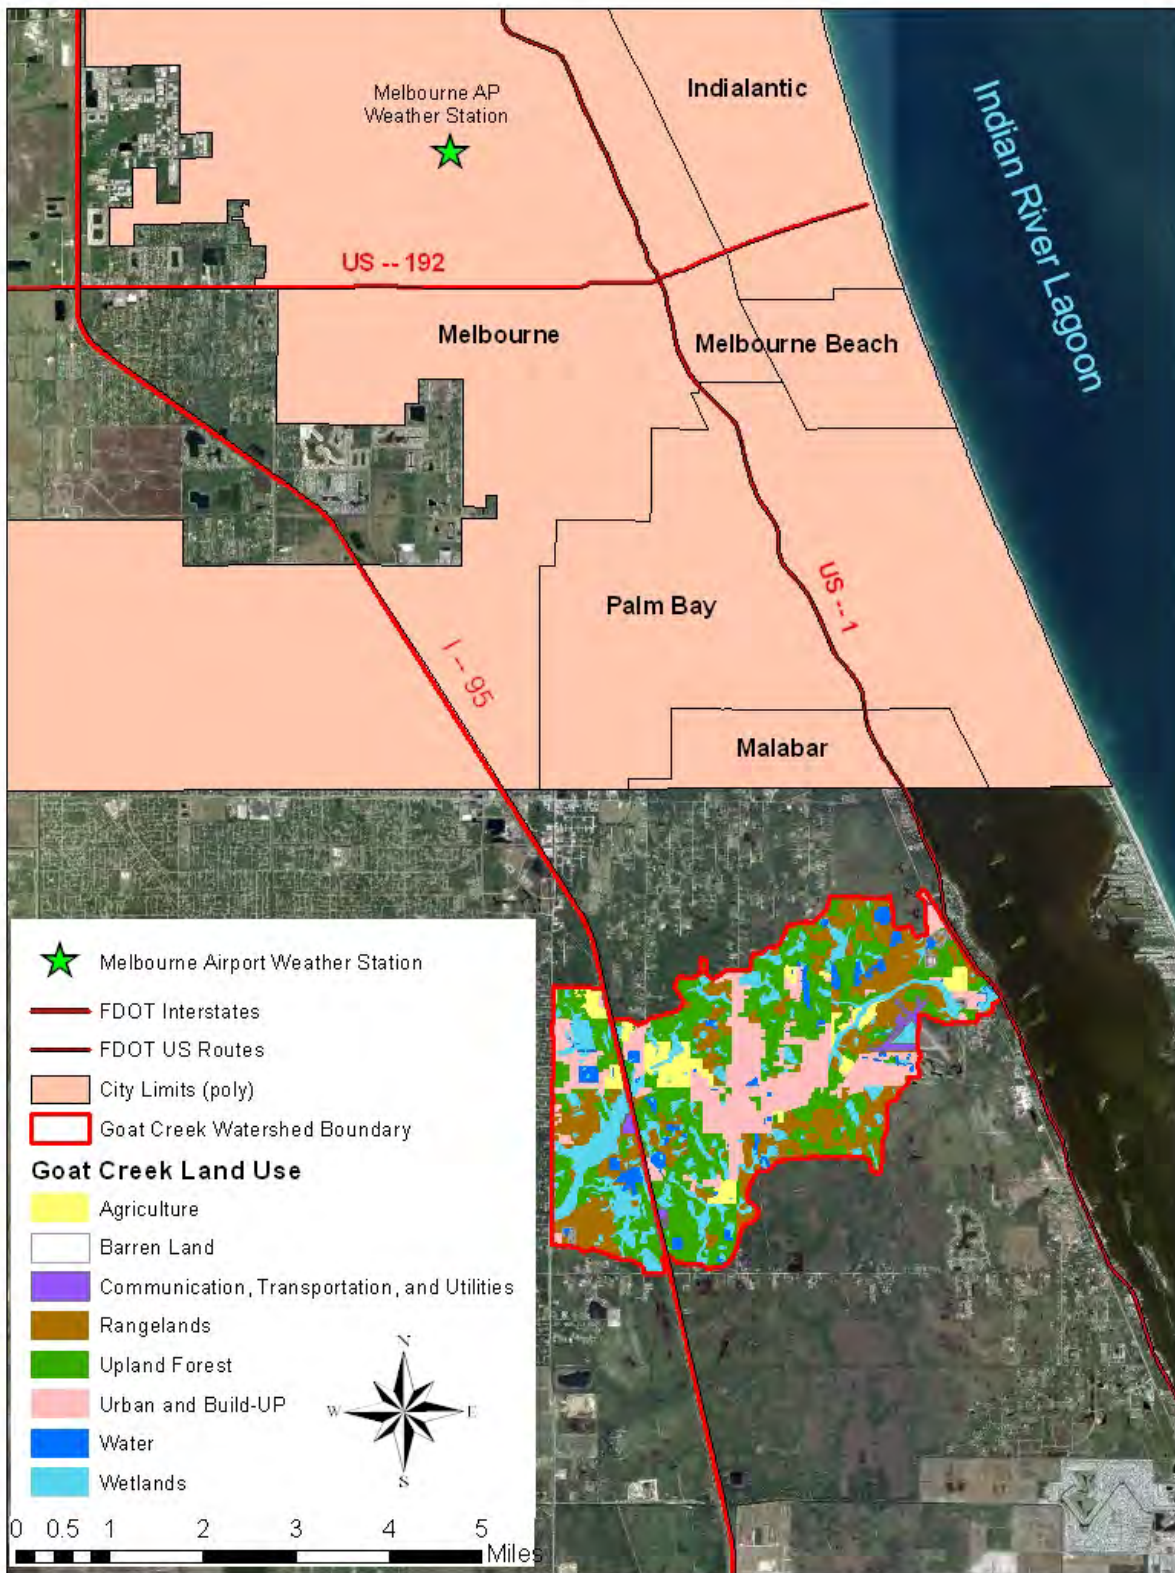 Melbourne AP
Weather Station
Indialantic
Indian River Lagoon
US -- 192
Melbourne
Melbourne Beach
US -- 1
Palm Bay
I -- 95
Malabar
Melbourne Airport Weather Station
FDOT Interstates
FDOT US Routes
City Limits (poly)
Goat Creek Watershed Boundary
Goat Creek Land Use
Agriculture
Barren Land
Communication, Transportation, and Utilities
Rangelands
Upland Forest
Urban and Build-UP
Water
Wetlands
N
W E
S
0 0.5 1 2 3 4 5
Miles